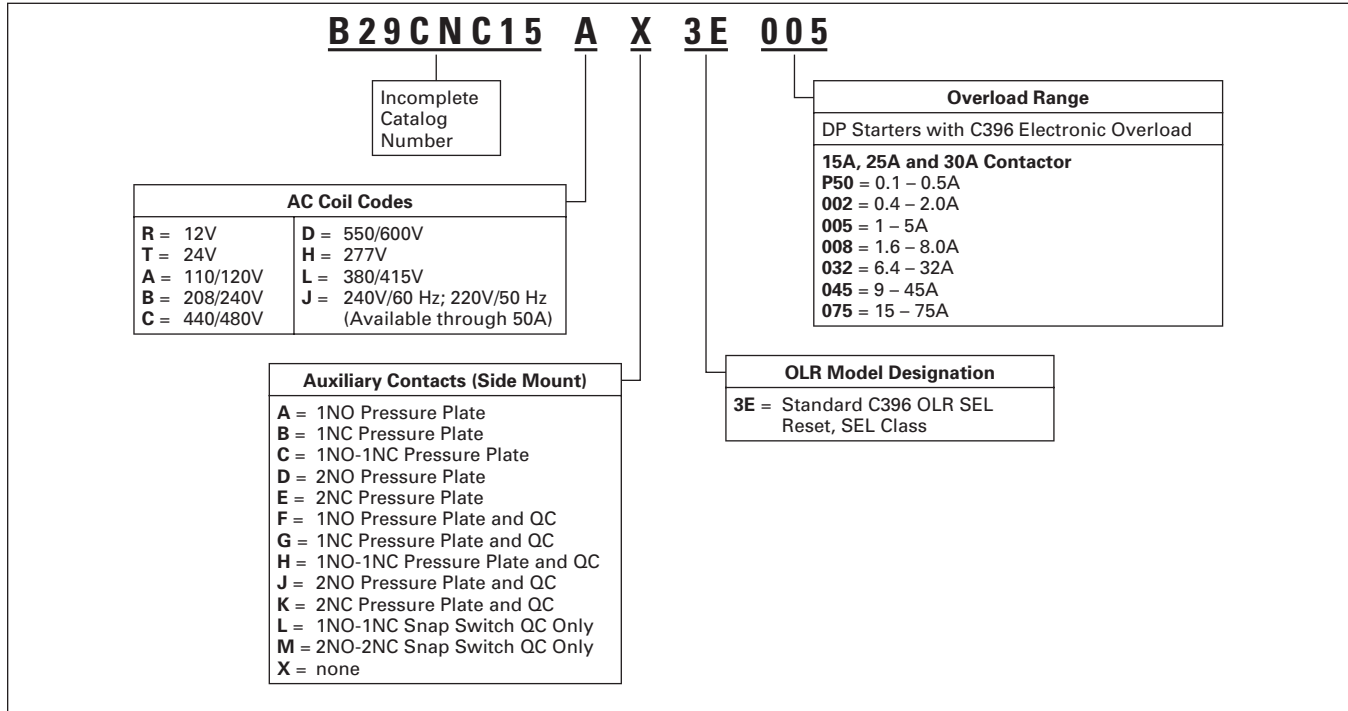 B29CNC15 A X 3E 005
Incomplete
Catalog
Number
Overload Range
DP Starters with C396 Electronic Overload
15A, 25A and 30A Contactor
P50 = 0.1 – 0.5A
002 = 0.4 – 2.0A
005 = 1 – 5A
008 = 1.6 – 8.0A
032 = 6.4 – 32A
045 = 9 – 45A
075 = 15 – 75A
AC Coil Codes
R = 12V
T = 24V
A = 110/120V
B = 208/240V
C = 440/480V
D = 550/600V
H = 277V
L = 380/415V
J = 240V/60 Hz; 220V/50 Hz
(Available through 50A)
Auxiliary Contacts (Side Mount)
A = 1NO Pressure Plate
B = 1NC Pressure Plate
C = 1NO-1NC Pressure Plate
D = 2NO Pressure Plate
E = 2NC Pressure Plate
F = 1NO Pressure Plate and QC
G = 1NC Pressure Plate and QC
H = 1NO-1NC Pressure Plate and QC
J = 2NO Pressure Plate and QC
K = 2NC Pressure Plate and QC
L = 1NO-1NC Snap Switch QC Only
M = 2NO-2NC Snap Switch QC Only
X = none
OLR Model Designation
3E = Standard C396 OLR SEL
Reset, SEL Class